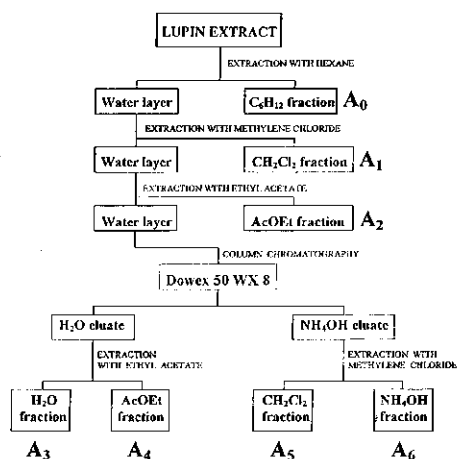 LUPIN EXTRACT
EXTRACTION WITH HEXANE
Water layer
C₆H₁₂ fraction
A₀
EXTRACTION WITH METHYLENE CHLORIDE
Water layer
CH₂Cl₂ fraction
A₁
EXTRACTION WITH ETHYL ACETATE
Water layer
AcOEt fraction
A₂
COLUMN CHROMATOGRAPHY
Dowex 50 WX 8
H₂O eluate
NH₄OH eluate
EXTRACTION
WITH ETHYL ACETATE
EXTRACTION WITH
METHYLENE CHLORIDE
H₂O
fraction
AcOEt
fraction
CH₂Cl₂
fraction
NH₄OH
fraction
A₃
A₄
A₅
A₆